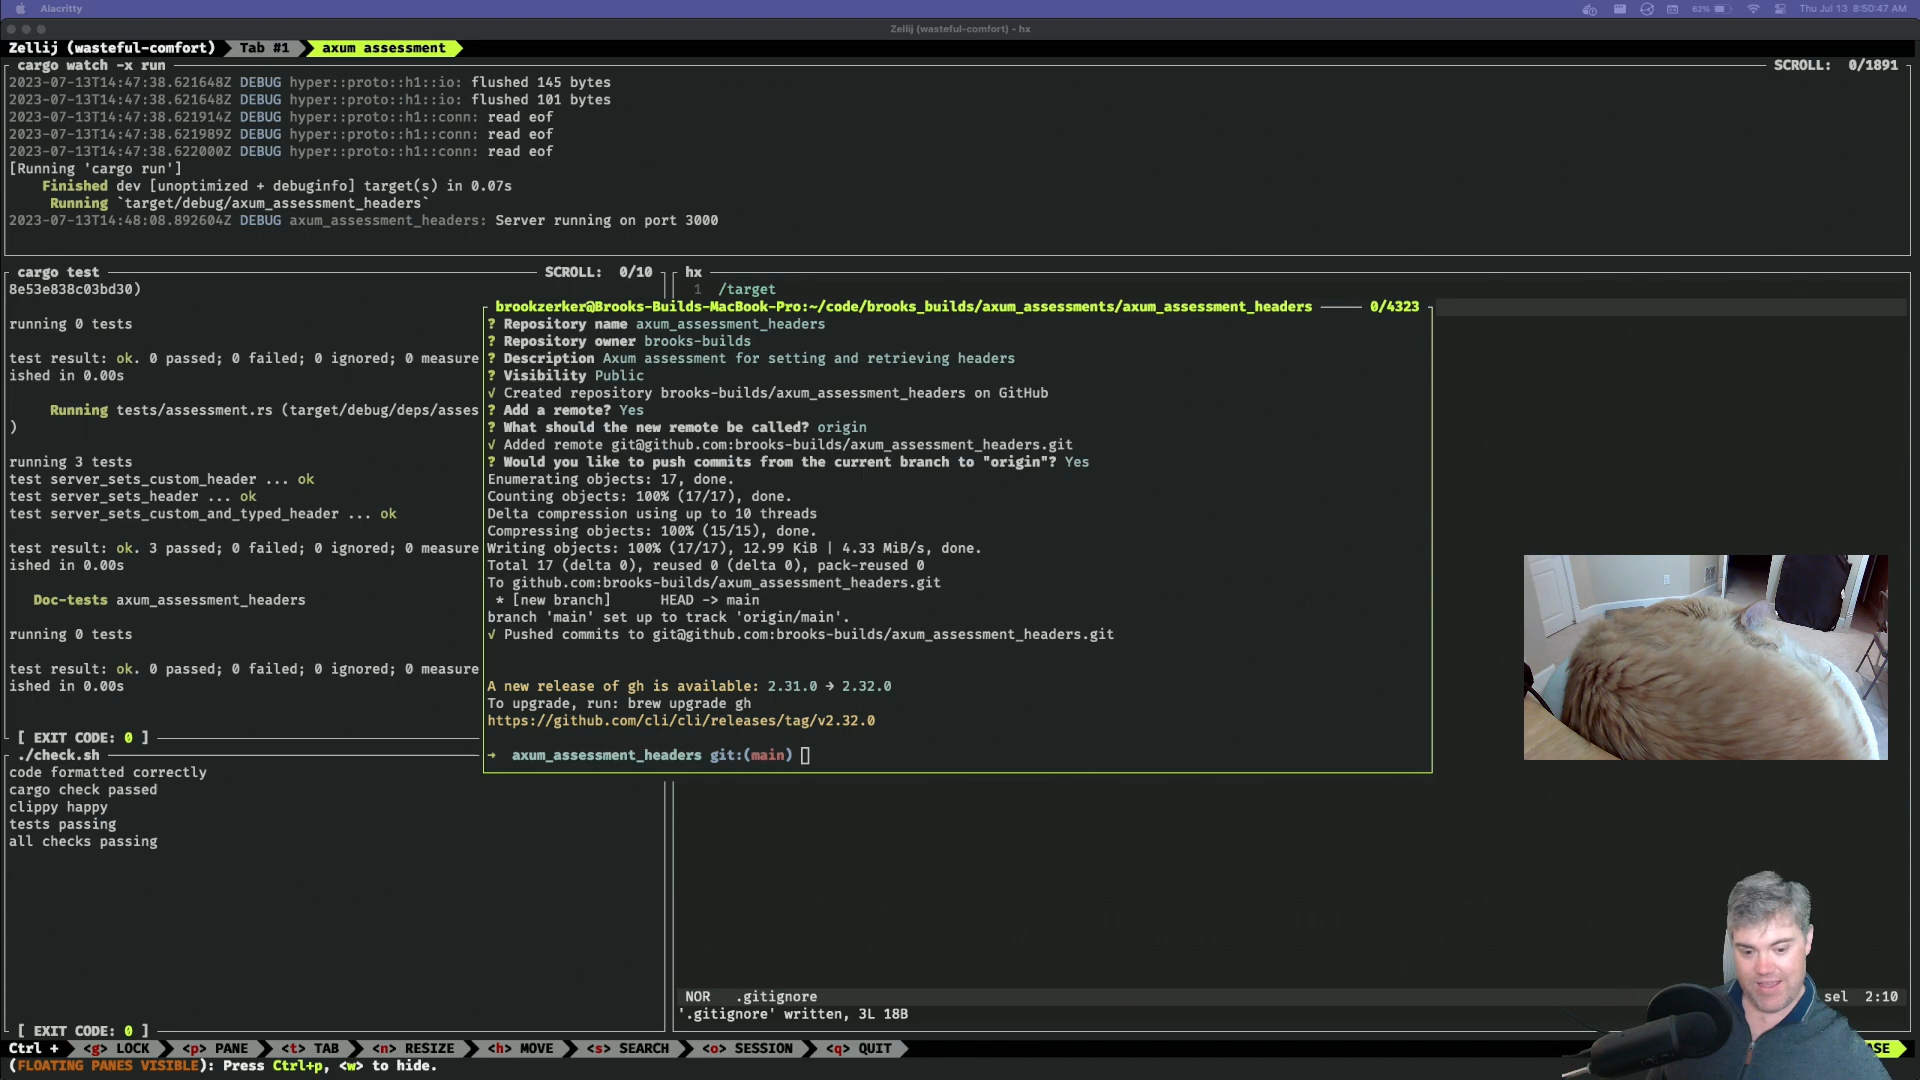 Alacritty
62%
Thu Jul 13 8:50:47 AM
Zellij (wasteful-comfort) - hx
Zellij (wasteful-comfort) Tab #1 axum assessment
cargo watch -x run
SCROLL: 0/1891
2023-07-13T14:47:38.621648Z DEBUG hyper::proto::h1::io: flushed 145 bytes
2023-07-13T14:47:38.621648Z DEBUG hyper::proto::h1::io: flushed 101 bytes
2023-07-13T14:47:38.621914Z DEBUG hyper::proto::h1::conn: read eof
2023-07-13T14:47:38.621989Z DEBUG hyper::proto::h1::conn: read eof
2023-07-13T14:47:38.622000Z DEBUG hyper::proto::h1::conn: read eof
[Running 'cargo run']
Finished dev [unoptimized + debuginfo] target(s) in 0.07s
Running `target/debug/axum_assessment_headers`
2023-07-13T14:48:08.892604Z DEBUG axum_assessment_headers: Server running on port 3000
cargo test
SCROLL: 0/10
8e53e838c03bd30)
running 0 tests
test result: ok. 0 passed; 0 failed; 0 ignored; 0 measure
ished in 0.00s
Running tests/assessment.rs (target/debug/deps/asses
)
running 3 tests
test server_sets_custom_header ... ok
test server_sets_header ... ok
test server_sets_custom_and_typed_header ... ok
test result: ok. 3 passed; 0 failed; 0 ignored; 0 measure
ished in 0.00s
Doc-tests axum_assessment_headers
running 0 tests
test result: ok. 0 passed; 0 failed; 0 ignored; 0 measure
ished in 0.00s
[ EXIT CODE: 0 ]
./check.sh
code formatted correctly
cargo check passed
clippy happy
tests passing
all checks passing
[ EXIT CODE: 0 ]
hx
1 /target
brookzerker@Brooks-Builds-MacBook-Pro:~/code/brooks_builds/axum_assessments/axum_assessment_headers
0/4323
? Repository name axum_assessment_headers
? Repository owner brooks-builds
? Description Axum assessment for setting and retrieving headers
? Visibility Public
✓ Created repository brooks-builds/axum_assessment_headers on GitHub
? Add a remote? Yes
? What should the new remote be called? origin
✓ Added remote git@github.com:brooks-builds/axum_assessment_headers.git
? Would you like to push commits from the current branch to "origin"? Yes
Enumerating objects: 17, done.
Counting objects: 100% (17/17), done.
Delta compression using up to 10 threads
Compressing objects: 100% (15/15), done.
Writing objects: 100% (17/17), 12.99 KiB | 4.33 MiB/s, done.
Total 17 (delta 0), reused 0 (delta 0), pack-reused 0
To github.com:brooks-builds/axum_assessment_headers.git
* [new branch] HEAD -> main
branch 'main' set up to track 'origin/main'.
✓ Pushed commits to git@github.com:brooks-builds/axum_assessment_headers.git
A new release of gh is available: 2.31.0 → 2.32.0
To upgrade, run: brew upgrade gh
https://github.com/cli/cli/releases/tag/v2.32.0
→ axum_assessment_headers git:(main)
NOR .gitignore
sel 2:10
'.gitignore' written, 3L 18B
Ctrl + <g> LOCK <p> PANE <t> TAB <n> RESIZE <h> MOVE <s> SEARCH <o> SESSION <q> QUIT
ASE
(FLOATING PANES VISIBLE): Press Ctrl+p, <w> to hide.